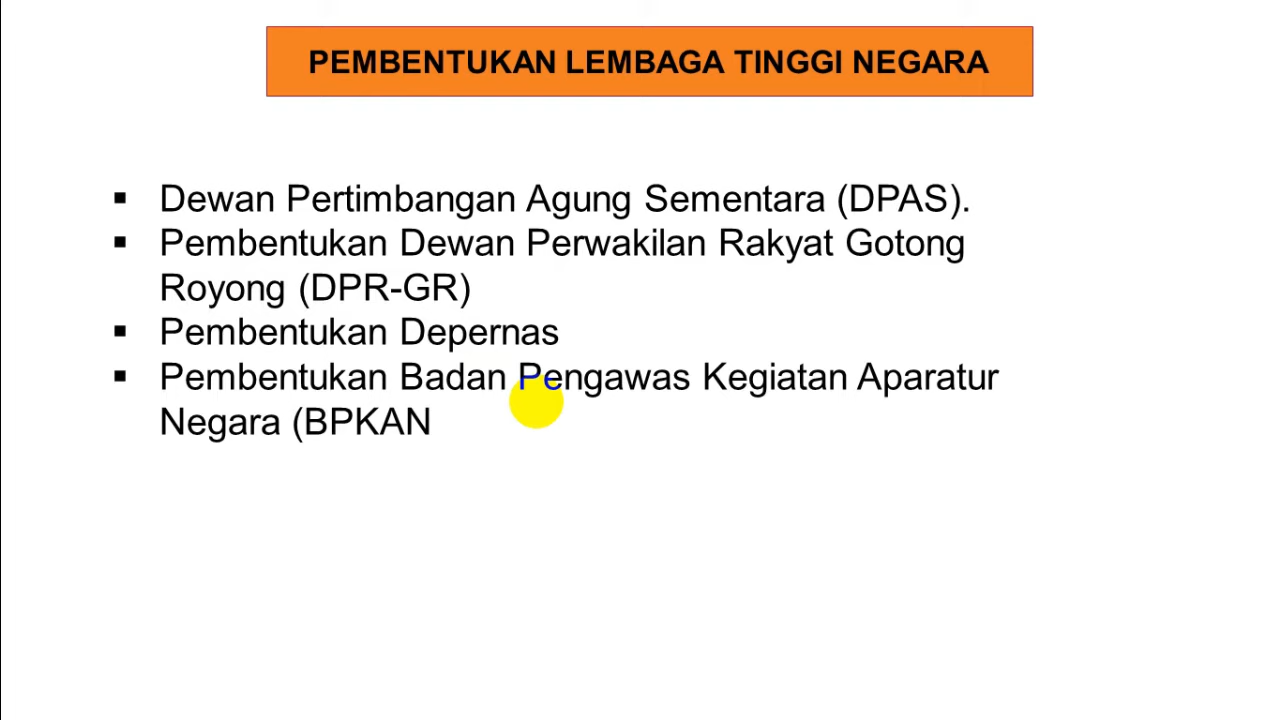 PEMBENTUKAN LEMBAGA TINGGI NEGARA
▪ Dewan Pertimbangan Agung Sementara (DPAS).
▪ Pembentukan Dewan Perwakilan Rakyat Gotong
Royong (DPR-GR)
▪ Pembentukan Depernas
▪ Pembentukan Badan Pengawas Kegiatan Aparatur
Negara (BPKAN